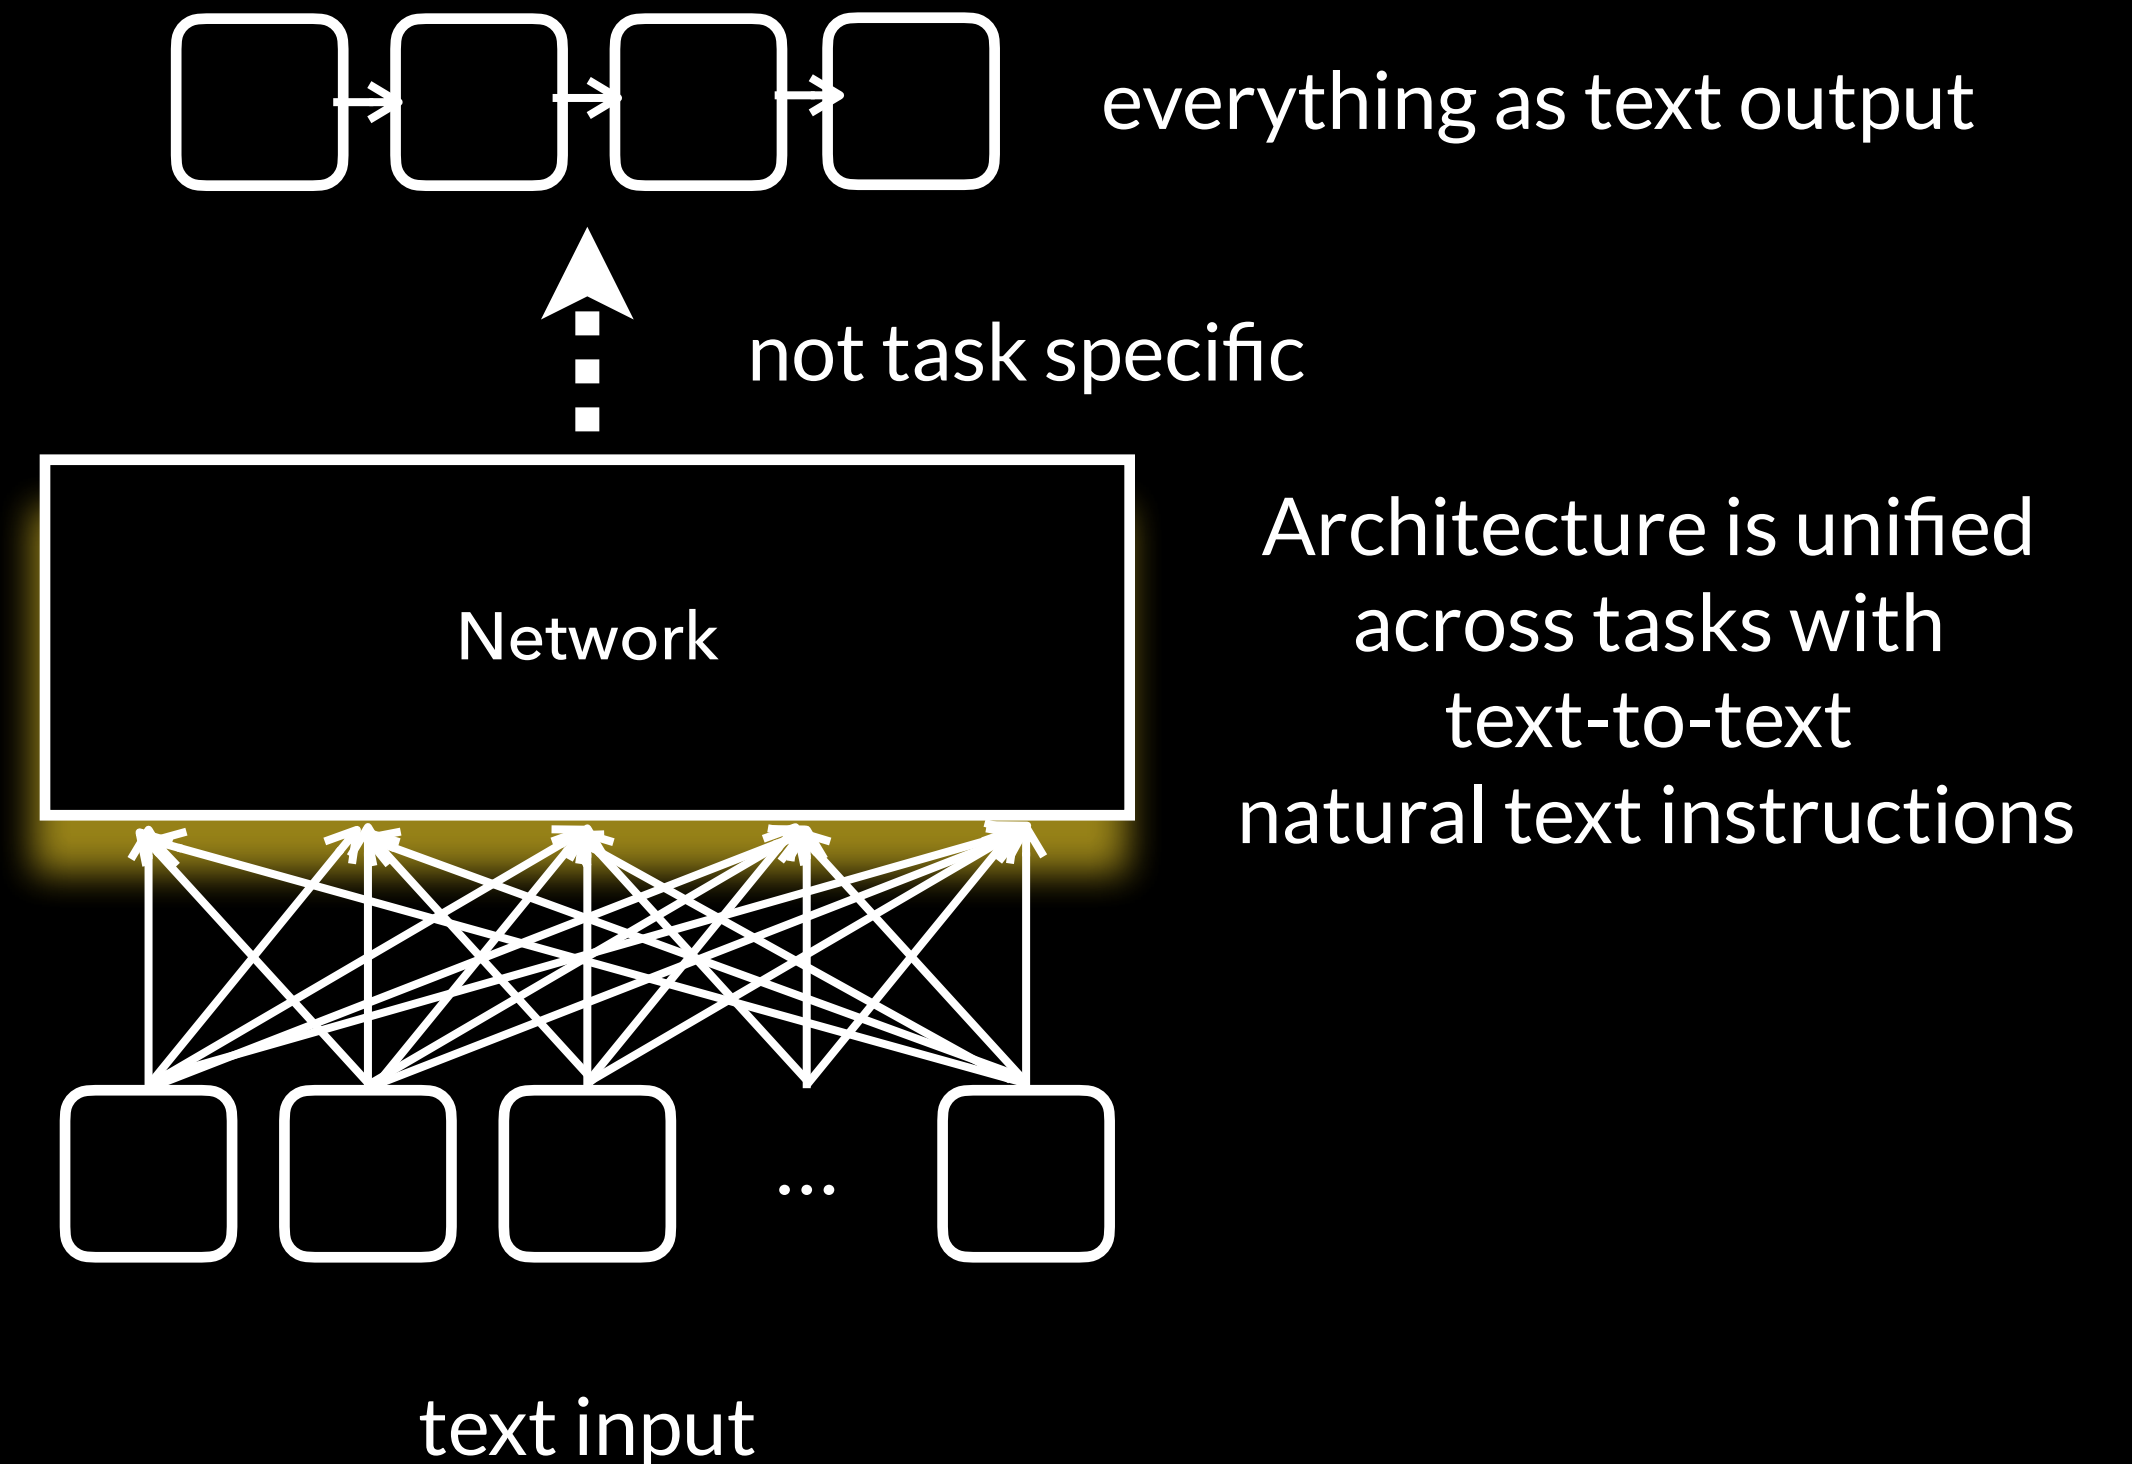 everything as text output
not task specific
Network
Architecture is unified
across tasks with
text-to-text
natural text instructions
...
text input